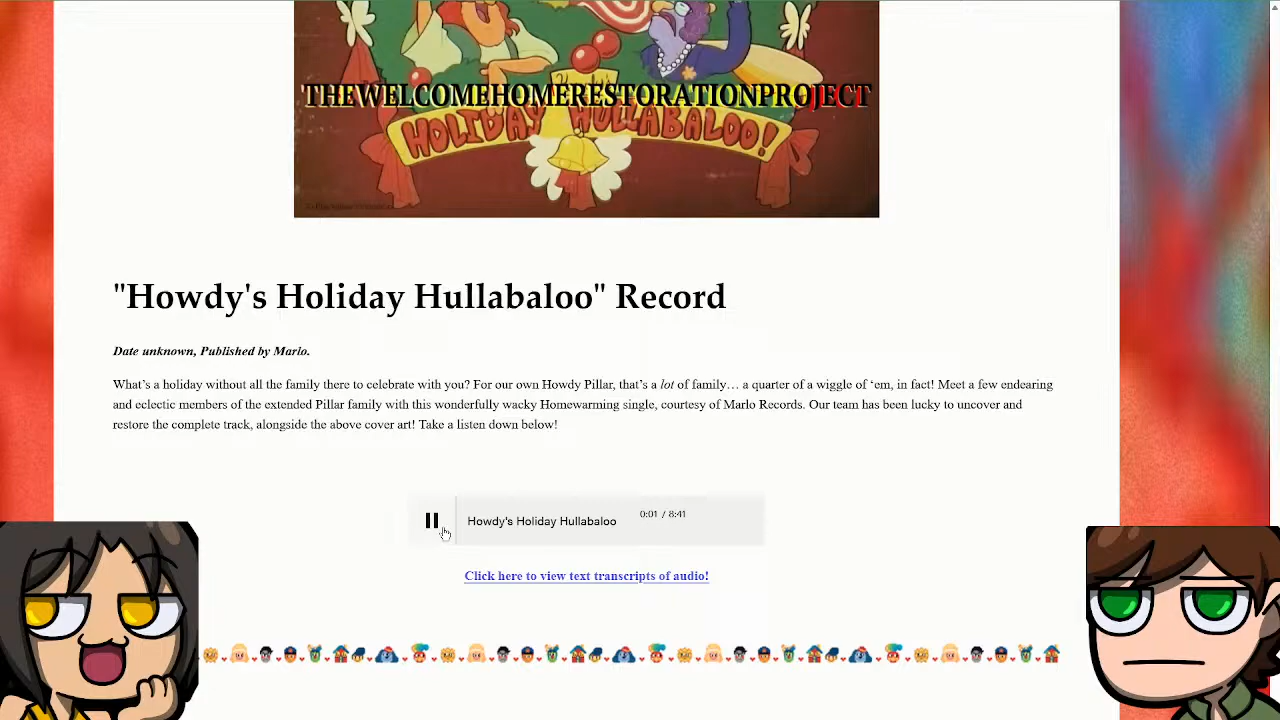 THEWELCOMEHOMERESTORATIONPROJECT
HOLIDAY HULLABALOO!
"Howdy's Holiday Hullabaloo" Record
Date unknown, Published by Marlo.
What's a holiday without all the family there to celebrate with you? For our own Howdy Pillar, that's a lot of family… a quarter of a wiggle of ‘em, in fact! Meet a few endearing
and eclectic members of the extended Pillar family with this wonderfully wacky Homewarming single, courtesy of Marlo Records. Our team has been lucky to uncover and
restore the complete track, alongside the above cover art! Take a listen down below!
Howdy's Holiday Hullabaloo
0:01 / 8:41
Click here to view text transcripts of audio!